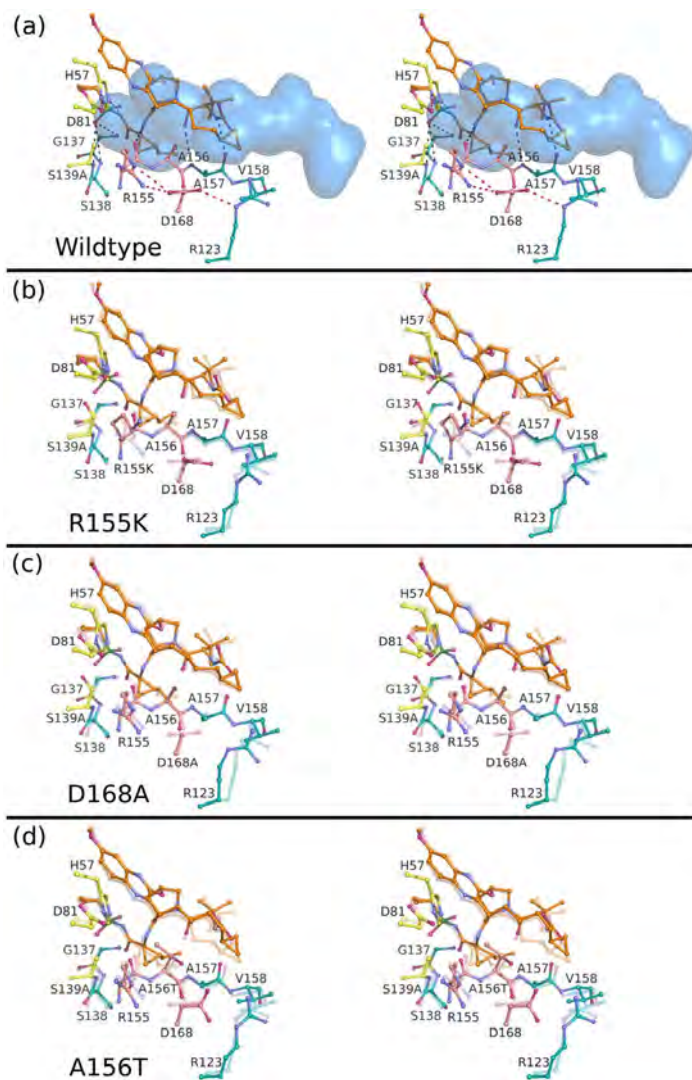 (a)
H57 H57
D81 D81
G137 G137
A156 A156
S139A A157 V158 S139A A157 V158
R155 R155
S138 S138
D168 D168
R123 R123
Wildtype
(b)
H57 H57
D81 D81
G137 G137
A157 A157
S139A A156 V158 S139A A156 V158
R155K R155K
S138 S138
D168 D168
R123 R123
R155K
(c)
H57 H57
D81 D81
G137 G137
A157 A157
S139A A156 V158 S139A A156 V158
R155 R155
S138 S138
D168A D168A
R123 R123
D168A
(d)
H57 H57
D81 D81
G137 G137
A157 A157
S139A A156T V158 S139A A156T V158
S138 R155 S138 R155
D168 D168
R123 R123
A156T